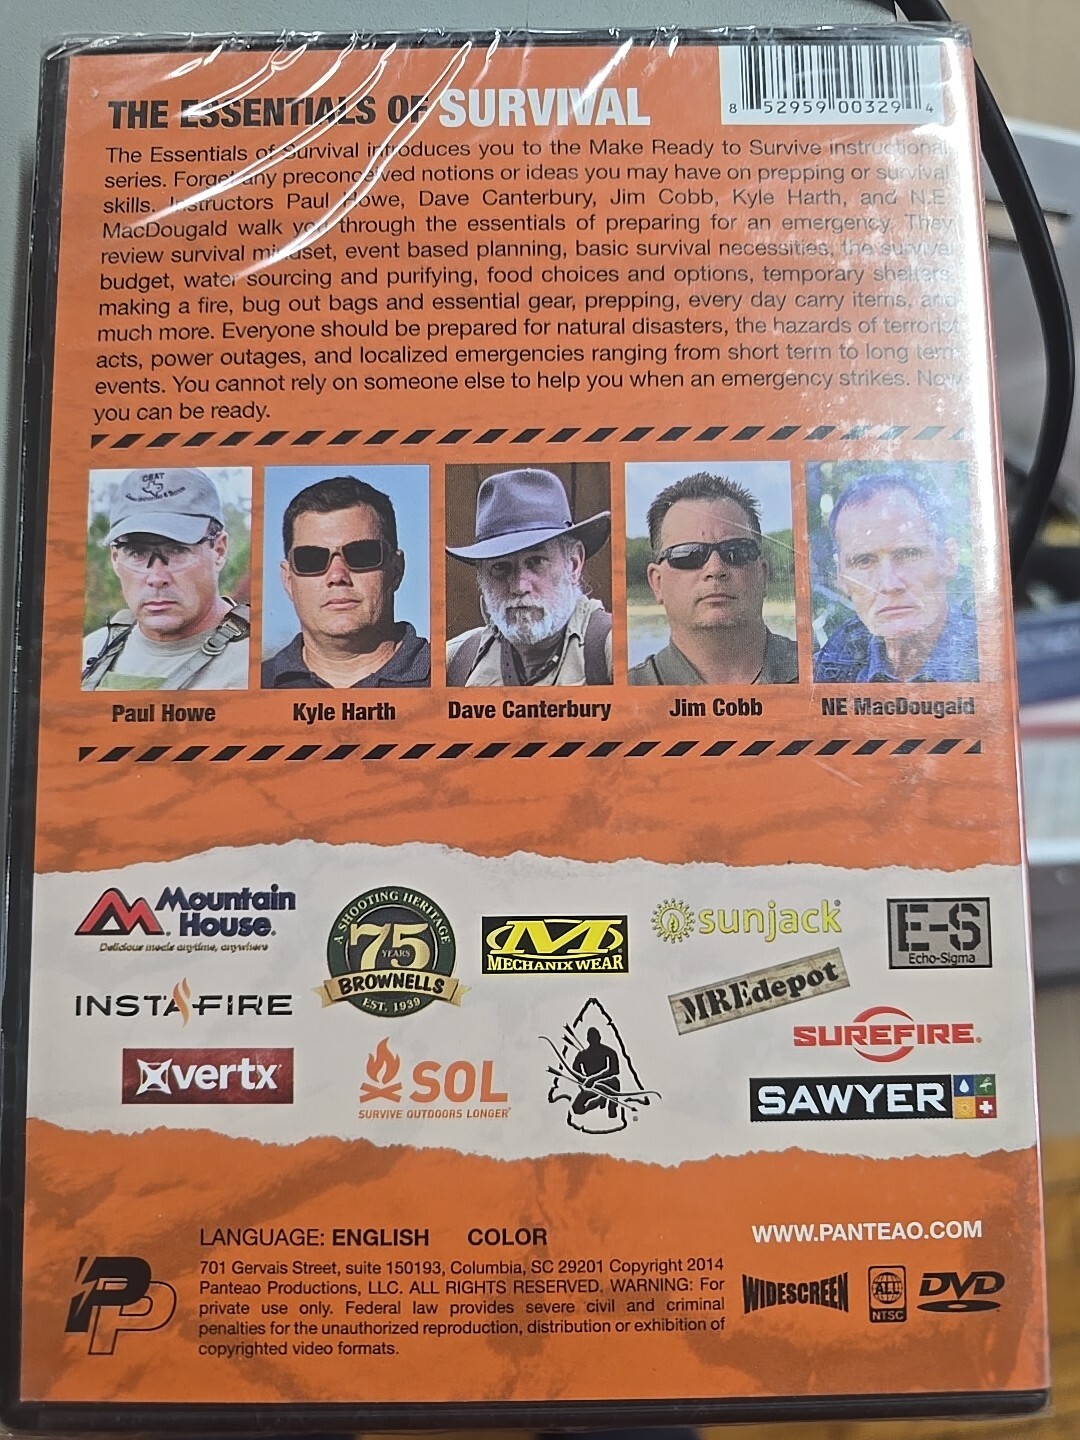 8 52959 00329 4
THE ESSENTIALS OF SURVIVAL
The Essentials of Survival introduces you to the Make Ready to Survive instructional
series. Forget any preconceived notions or ideas you may have on prepping or survival
skills. Instructors Paul Howe, Dave Canterbury, Jim Cobb, Kyle Harth, and N.E.
MacDougald walk you through the essentials of preparing for an emergency. They
review survival mindset, event based planning, basic survival necessities, the survival
budget, water sourcing and purifying, food choices and options, temporary shelters,
making a fire, bug out bags and essential gear, prepping, every day carry items, and
much more. Everyone should be prepared for natural disasters, the hazards of terrorist
acts, power outages, and localized emergencies ranging from short term to long term
events. You cannot rely on someone else to help you when an emergency strikes. Now
you can be ready.
CSAT
Paul Howe Kyle Harth Dave Canterbury Jim Cobb NE MacDougald
Mountain House.
Delicious meals anytime, anywhere
A SHOOTING HERITAGE
75
YEARS
BROWNELLS
EST. 1939
M
MECHANIX WEAR
sunjack
E-S
Echo-Sigma
INSTAFIRE
MREdepot
SUREFIRE.
vertx
SOL
SURVIVE OUTDOORS LONGER
SAWYER
LANGUAGE: ENGLISH COLOR
WWW.PANTEAO.COM
PP
701 Gervais Street, suite 150193, Columbia, SC 29201 Copyright 2014
Panteao Productions, LLC. ALL RIGHTS RESERVED. WARNING: For
private use only. Federal law provides severe civil and criminal
penalties for the unauthorized reproduction, distribution or exhibition of
copyrighted video formats.
WIDESCREEN
ALL
NTSC
DVD